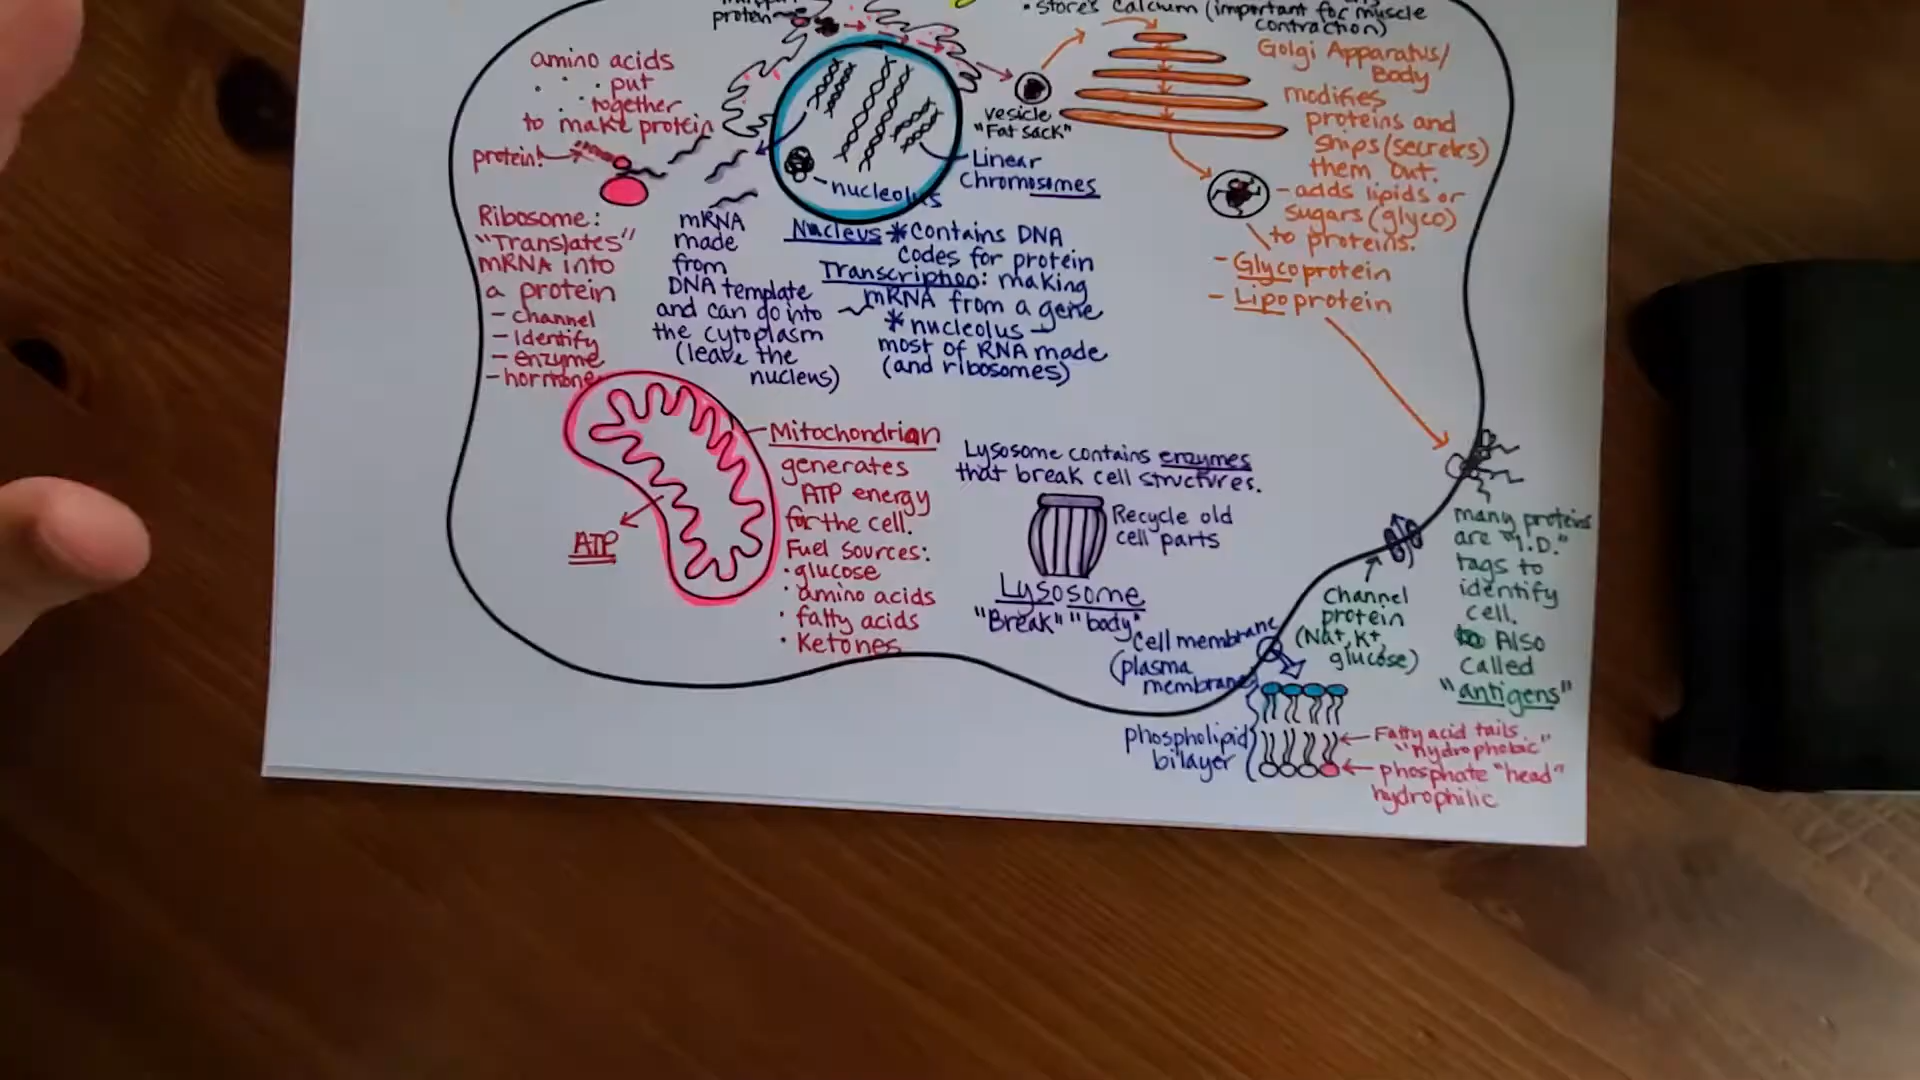 protein
• stores calcium (important for muscle
contraction)
amino acids
put
together
to make protein
protein!
Ribosome:
"Translates"
mRNA into
a protein
- channel
- Identify
- enzyme
- hormone
mRNA
made
from
DNA template
and can go into
the cytoplasm
(leave the
nucleus)
nucleolus
Linear
Chromosomes
vesicle
"Fat sack"
Nucleus * contains DNA
codes for protein
Transcription: making
mRNA from a gene
* nucleolus
most of RNA made
(and ribosomes)
Golgi Apparatus/
Body
modifies
proteins and
ships (secretes)
them out.
- adds lipids or
sugars (glyco)
to proteins.
- Glycoprotein
- Lipoprotein
Mitochondrian
generates
ATP energy
for the cell.
Fuel Sources:
• glucose
• amino acids
• fatty acids
• Ketones
ATP
Lysosome contains enzymes
that break cell structures.
Recycle old
cell parts
Lysosome
"Break" "body"
Cell membrane
(plasma
membrane)
phospholipid
bilayer
Channel
protein
(Na+, K+,
glucose)
many proteins
are "I.D."
tags to
identify
cell.
Also
called
"antigens"
Fatty acid tails
"hydrophobic"
phosphate "head"
hydrophilic